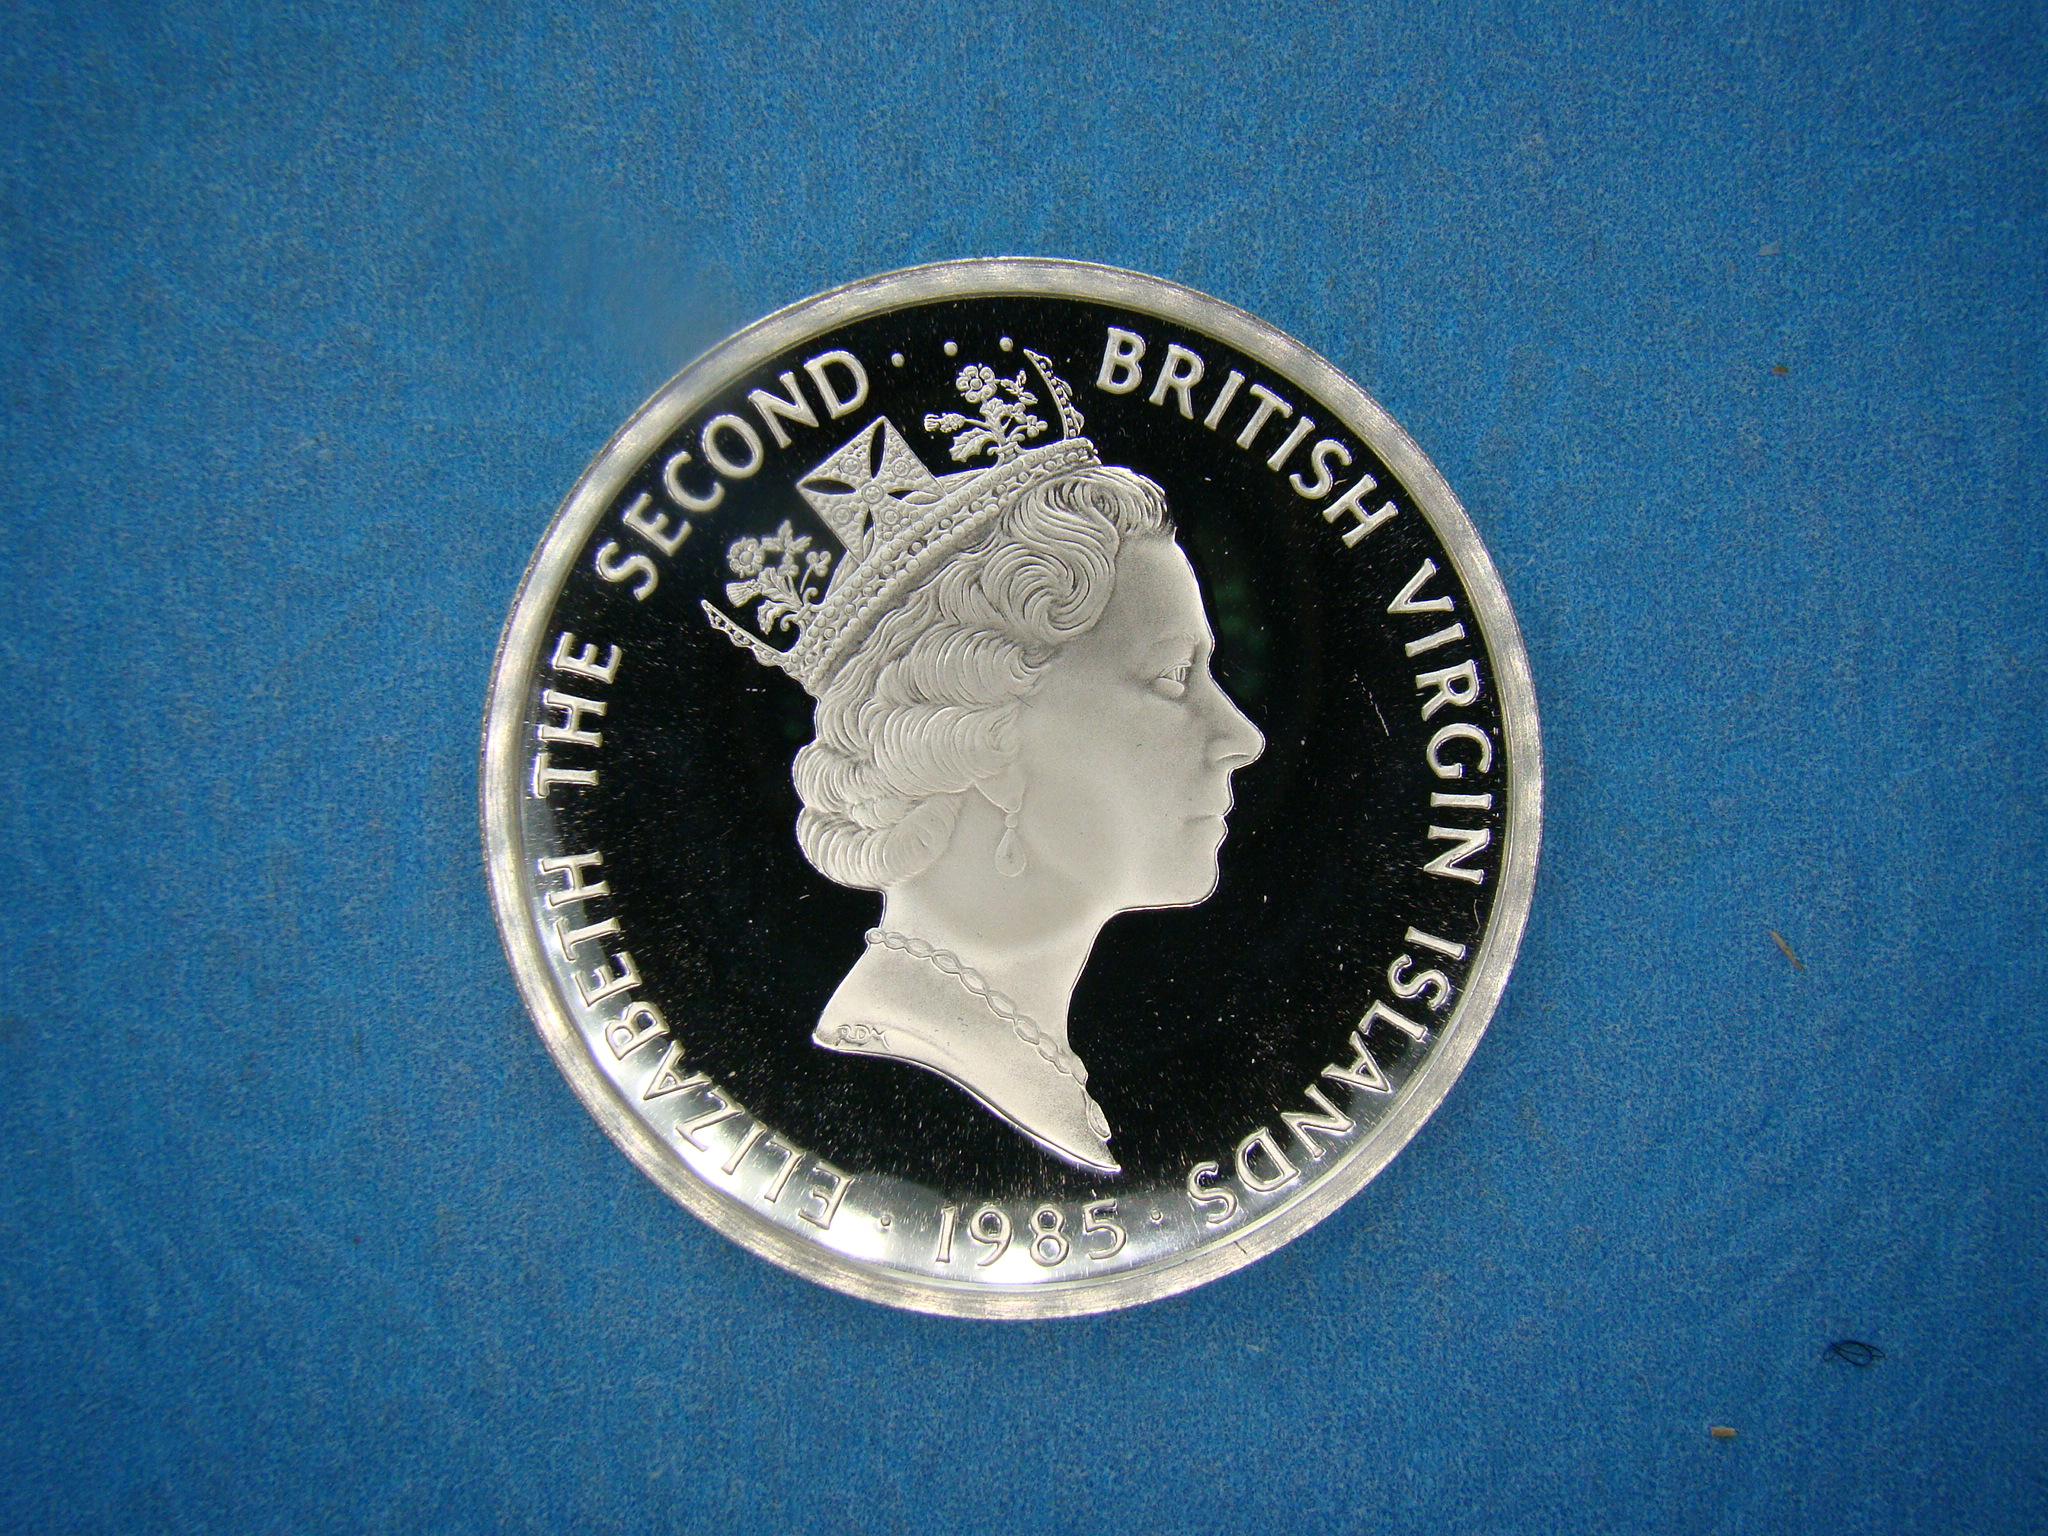 ELIZABETH THE SECOND · · · BRITISH VIRGIN ISLANDS · 1985 ·
RDM